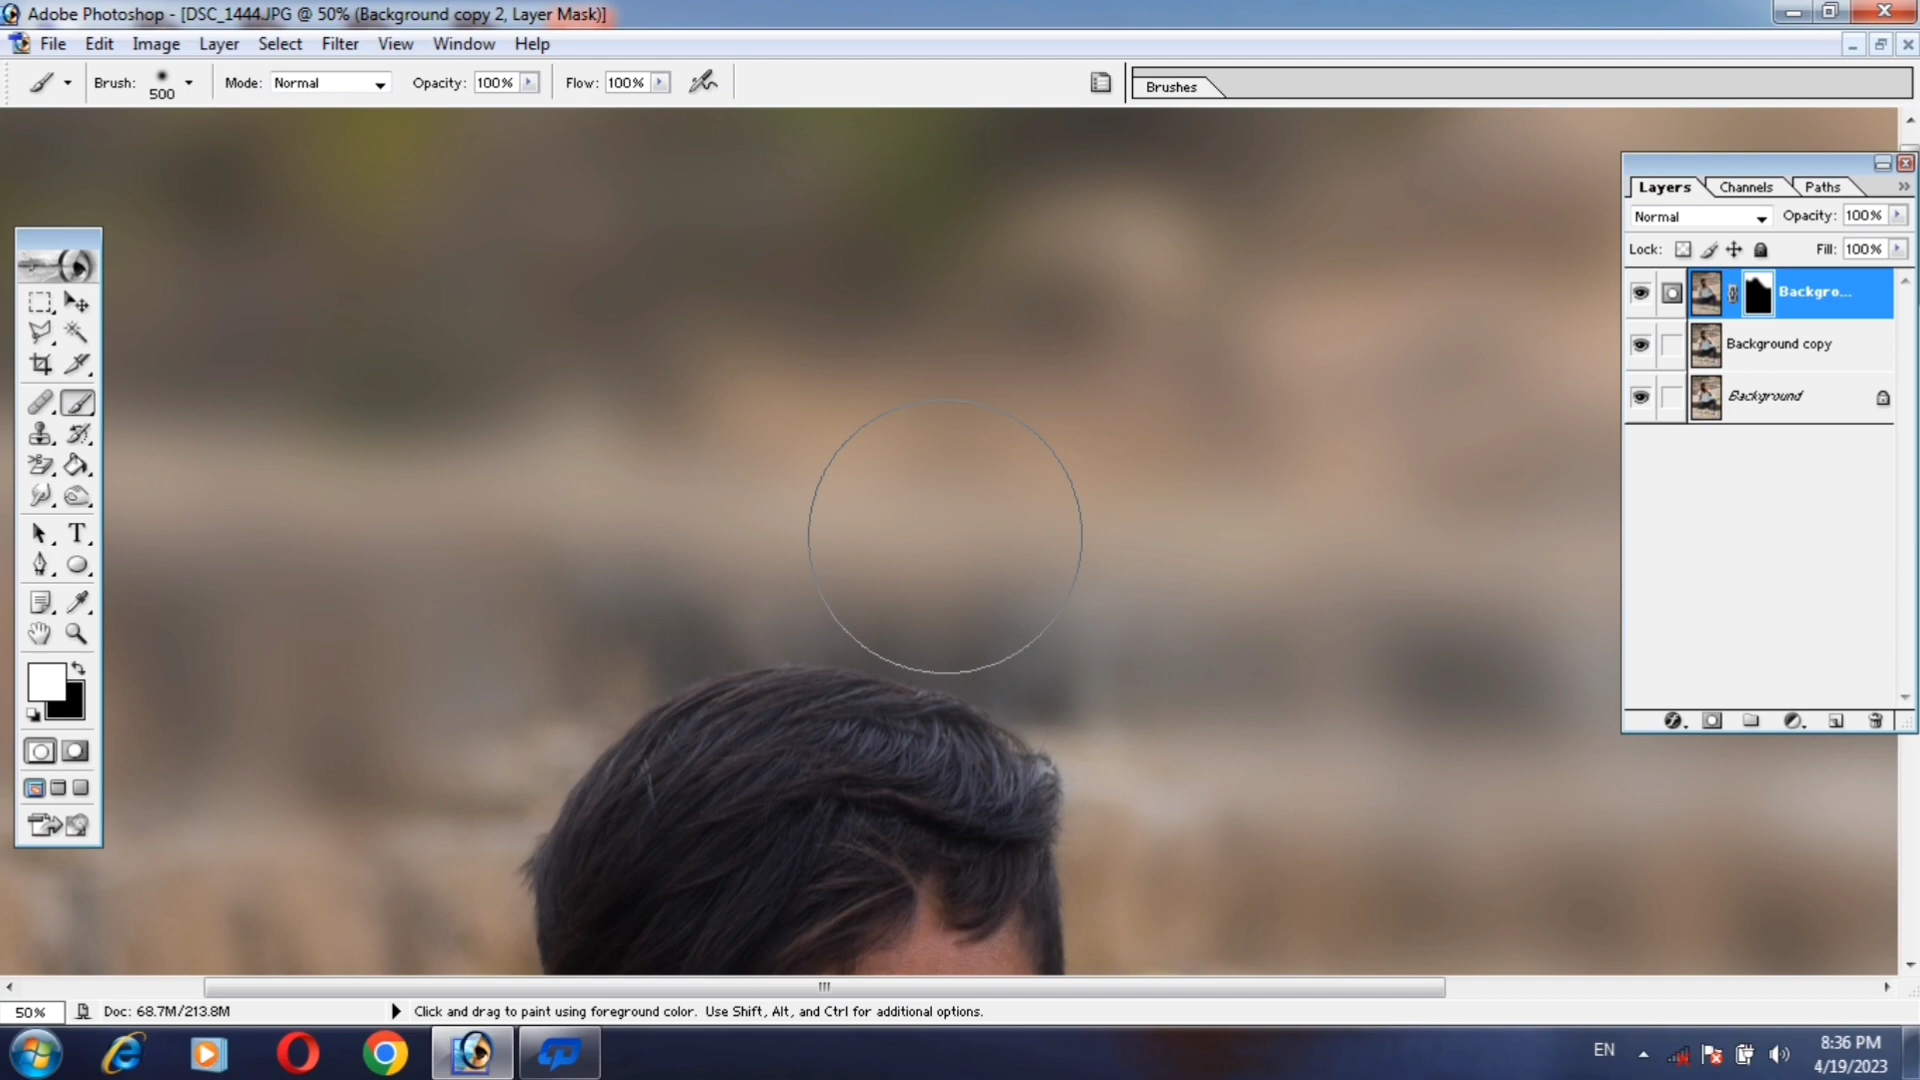 Adobe Photoshop - [DSC_1444.JPG @ 50% (Background copy 2, Layer Mask)]
File Edit Image Layer Select Filter View Window Help
Brush: 500 Mode: Normal Opacity: 100% Flow: 100% Brushes
Layers Channels Paths
Normal Opacity: 100%
Lock: Fill: 100%
Backgro...
Background copy
Background
T
50% Doc: 68.7M/213.8M Click and drag to paint using foreground color. Use Shift, Alt, and Ctrl for additional options.
EN 8:36 PM
4/19/2023